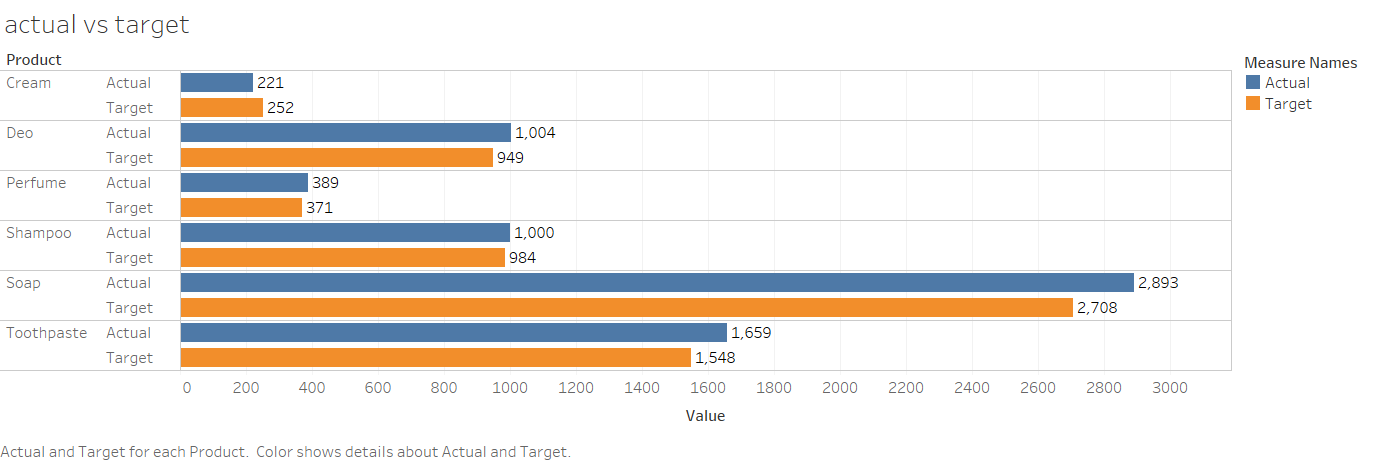 actual vs target
Product
Measure Names
Cream Actual 221
Actual
Target 252
Target
Deo Actual 1,004
Target 949
Perfume Actual 389
Target 371
Shampoo Actual 1,000
Target 984
Soap Actual 2,893
Target 2,708
Toothpaste Actual 1,659
Target 1,548
0 200 400 600 800 1000 1200 1400 1600 1800 2000 2200 2400 2600 2800 3000
Value
Actual and Target for each Product. Color shows details about Actual and Target.